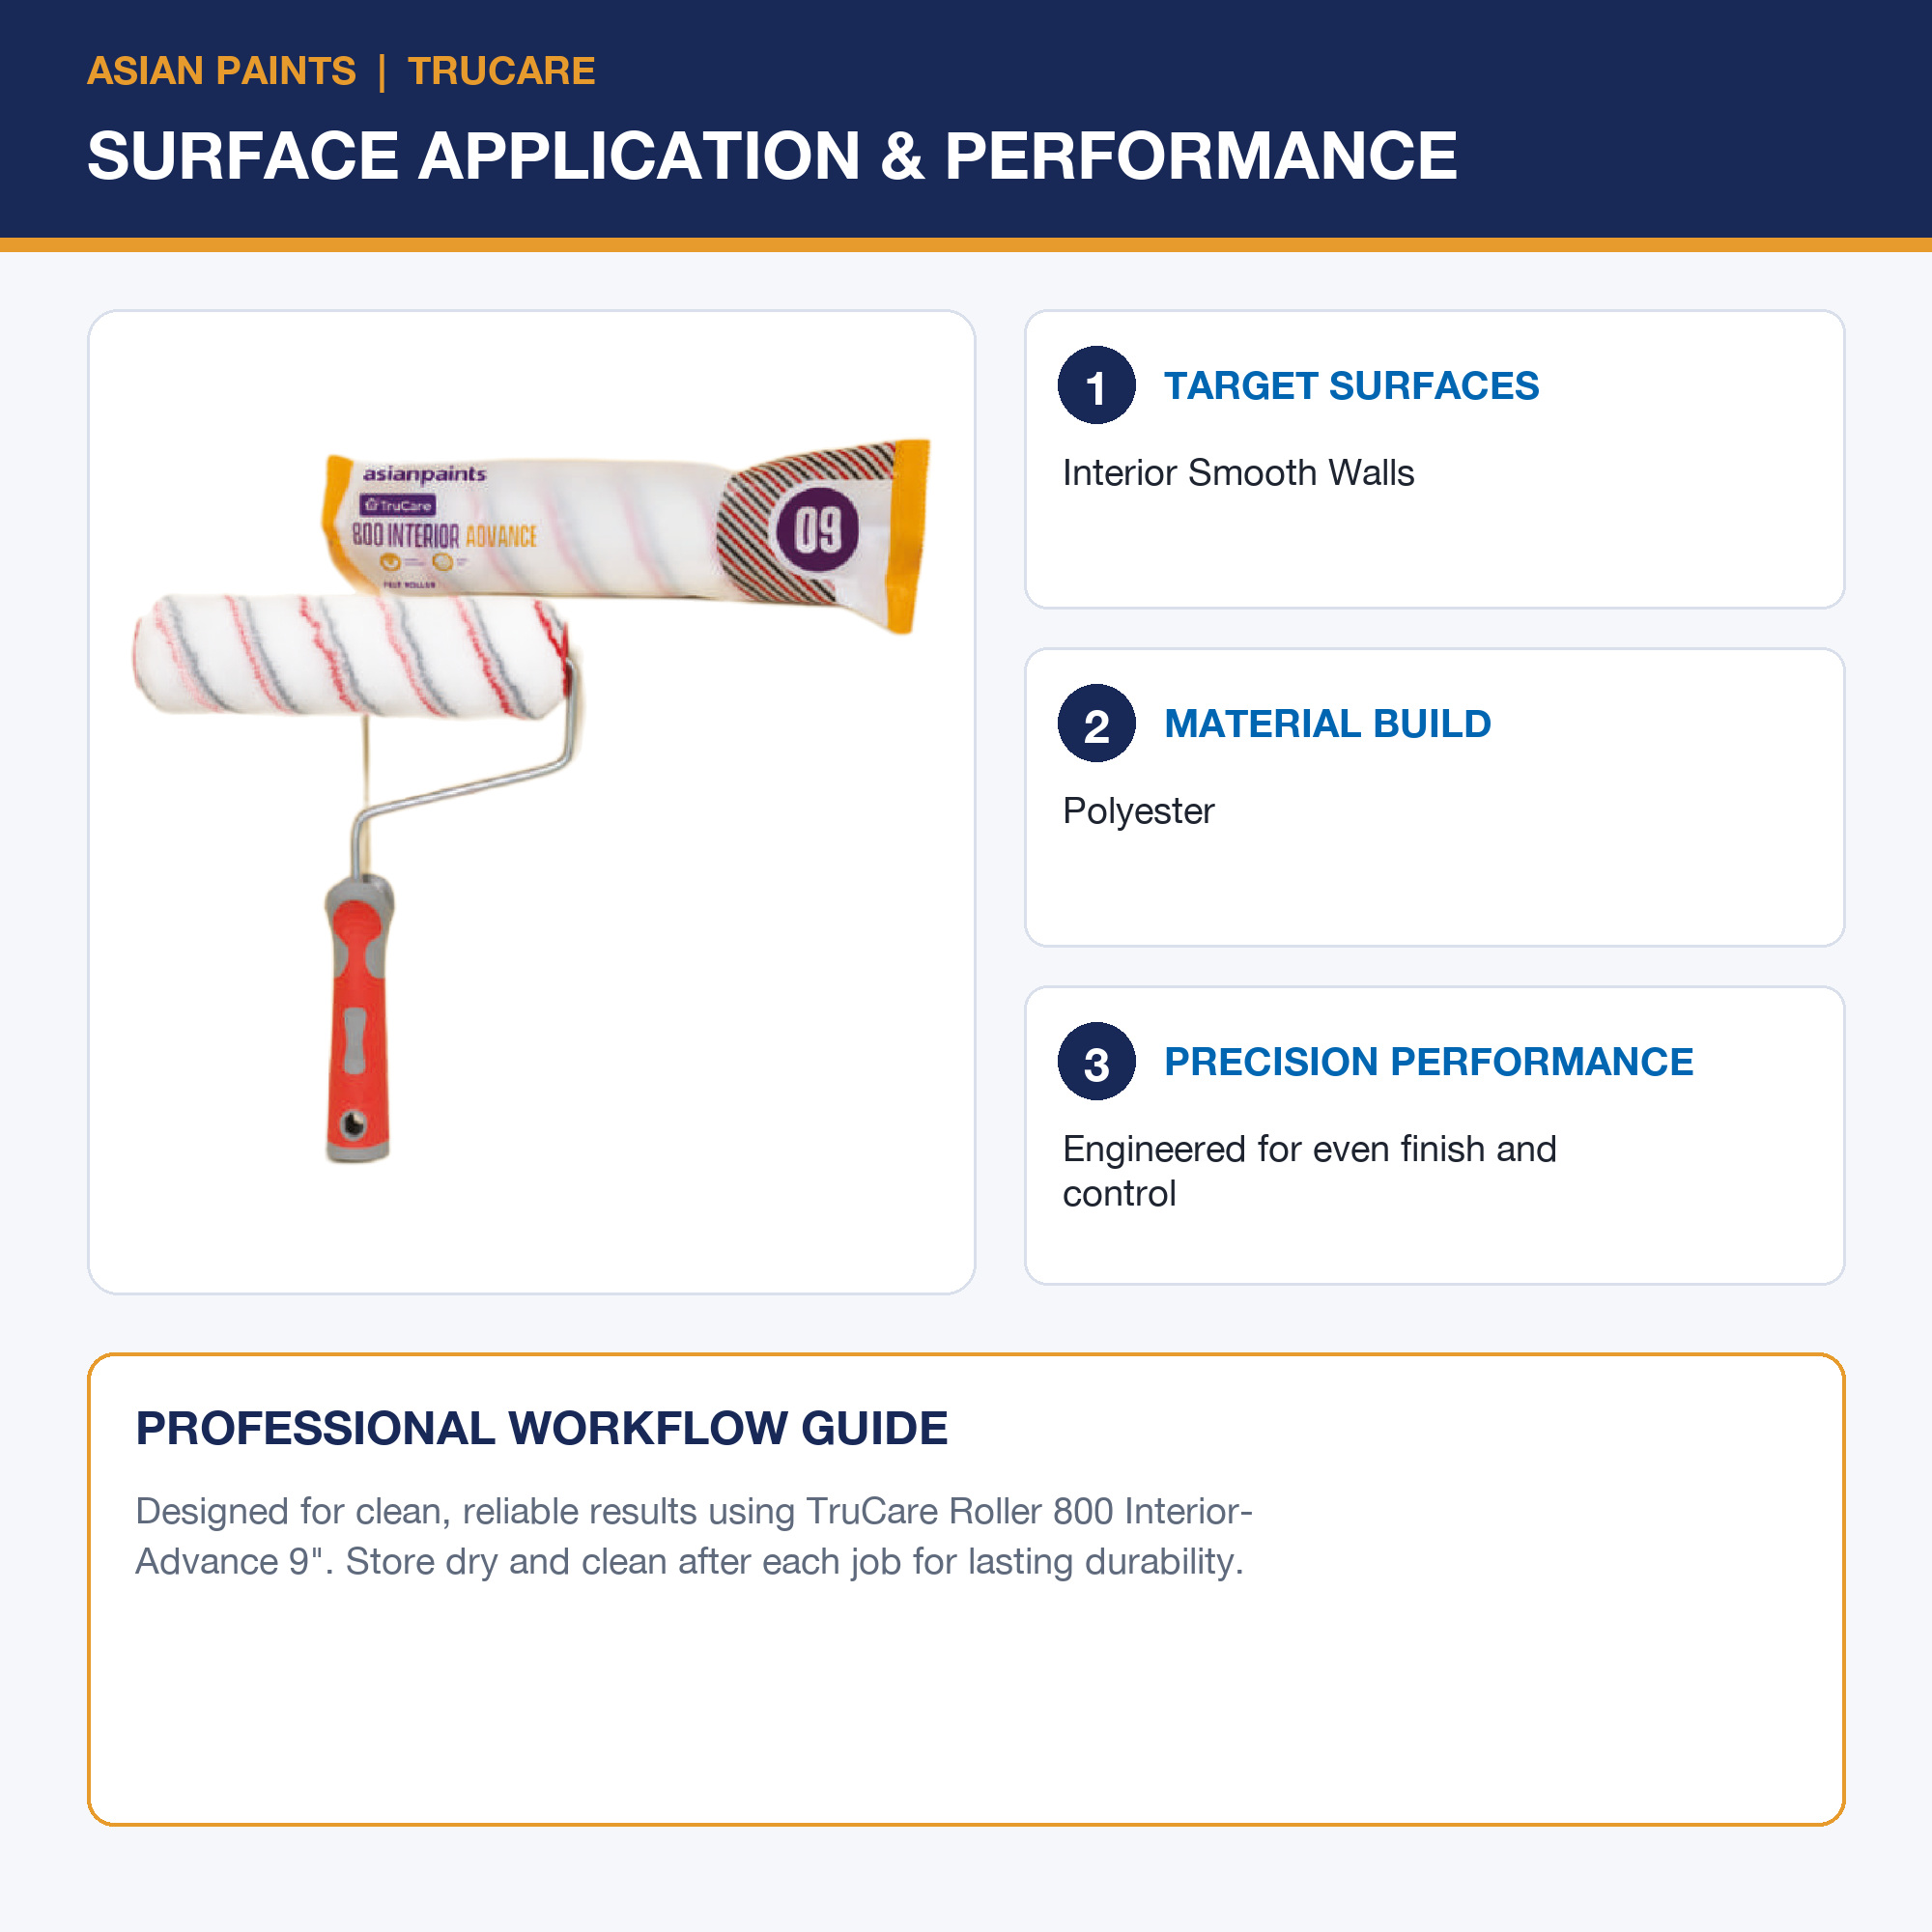 ASIAN PAINTS | TRUCARE
SURFACE APPLICATION & PERFORMANCE
asianpaints
TruCare
800 INTERIOR ADVANCE
09
1 TARGET SURFACES
Interior Smooth Walls
2 MATERIAL BUILD
Polyester
3 PRECISION PERFORMANCE
Engineered for even finish and
control
PROFESSIONAL WORKFLOW GUIDE
Designed for clean, reliable results using TruCare Roller 800 Interior-
Advance 9". Store dry and clean after each job for lasting durability.